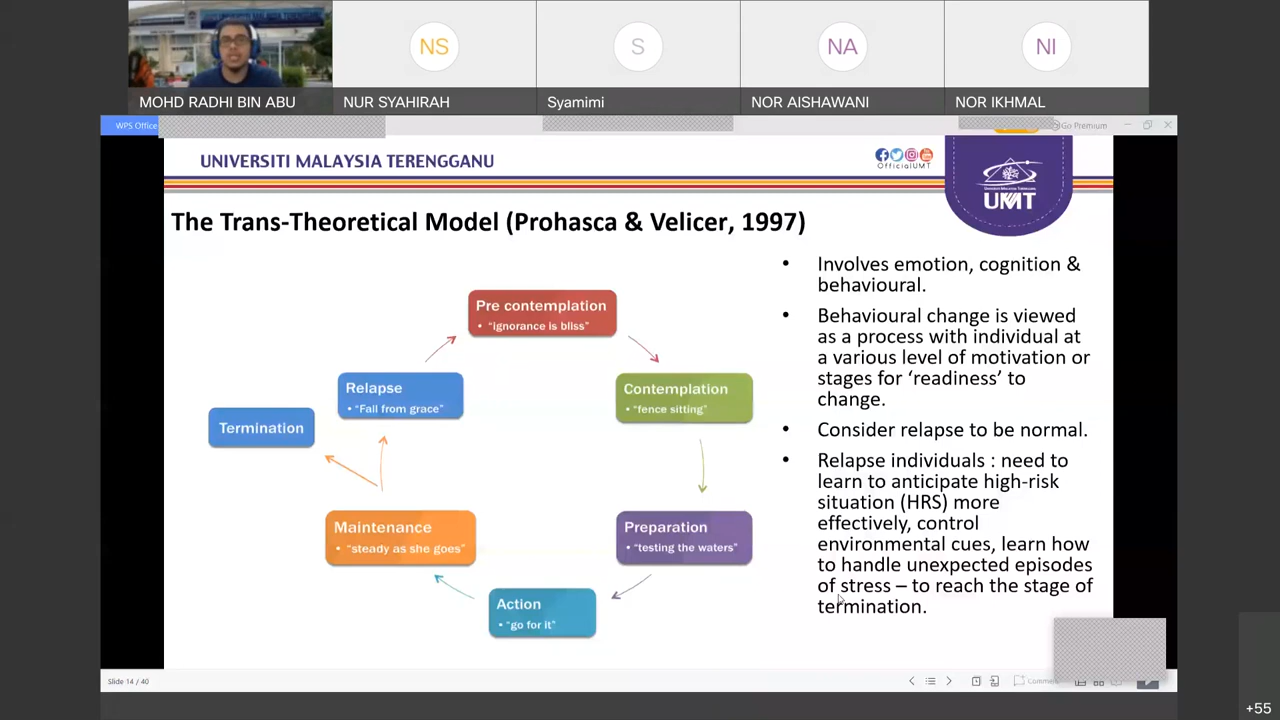 NS
S
NA
NI
MOHD RADHI BIN ABU
NUR SYAHIRAH
Syamimi
NOR AISHAWANI
NOR IKHMAL
WPS Office
Go Premium
UNIVERSITI MALAYSIA TERENGGANU
OfficialUMT
UMT
The Trans-Theoretical Model (Prohasca & Velicer, 1997)
Pre contemplation
• "ignorance is bliss"
Relapse
• "Fall from grace"
Contemplation
• "fence sitting"
Termination
Maintenance
• "steady as she goes"
Preparation
• "testing the waters"
Action
• "go for it"
• Involves emotion, cognition &
behavioural.
• Behavioural change is viewed
as a process with individual at
a various level of motivation or
stages for ‘readiness’ to
change.
• Consider relapse to be normal.
• Relapse individuals : need to
learn to anticipate high-risk
situation (HRS) more
effectively, control
environmental cues, learn how
to handle unexpected episodes
of stress – to reach the stage of
termination.
Slide 14 / 40
+55